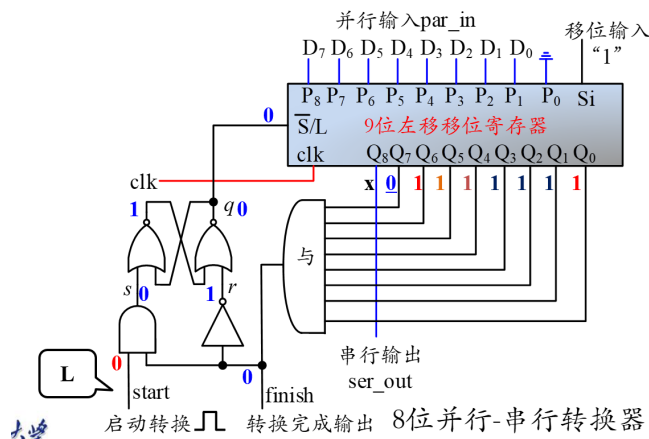 并行输入par_in
移位输入
“1”
D7 D6 D5 D4 D3 D2 D1 D0
P8 P7 P6 P5 P4 P3 P2 P1 P0 Si
0
S̅/L 9位左移移位寄存器
clk Q8 Q7 Q6 Q5 Q4 Q3 Q2 Q1 Q0
clk
x 0 1 1 1 1 1 1 1
1 q 0
与
s 0 1 r
L
0
0
串行输出
ser_out
start
finish
启动转换
转换完成输出
8位并行-串行转换器